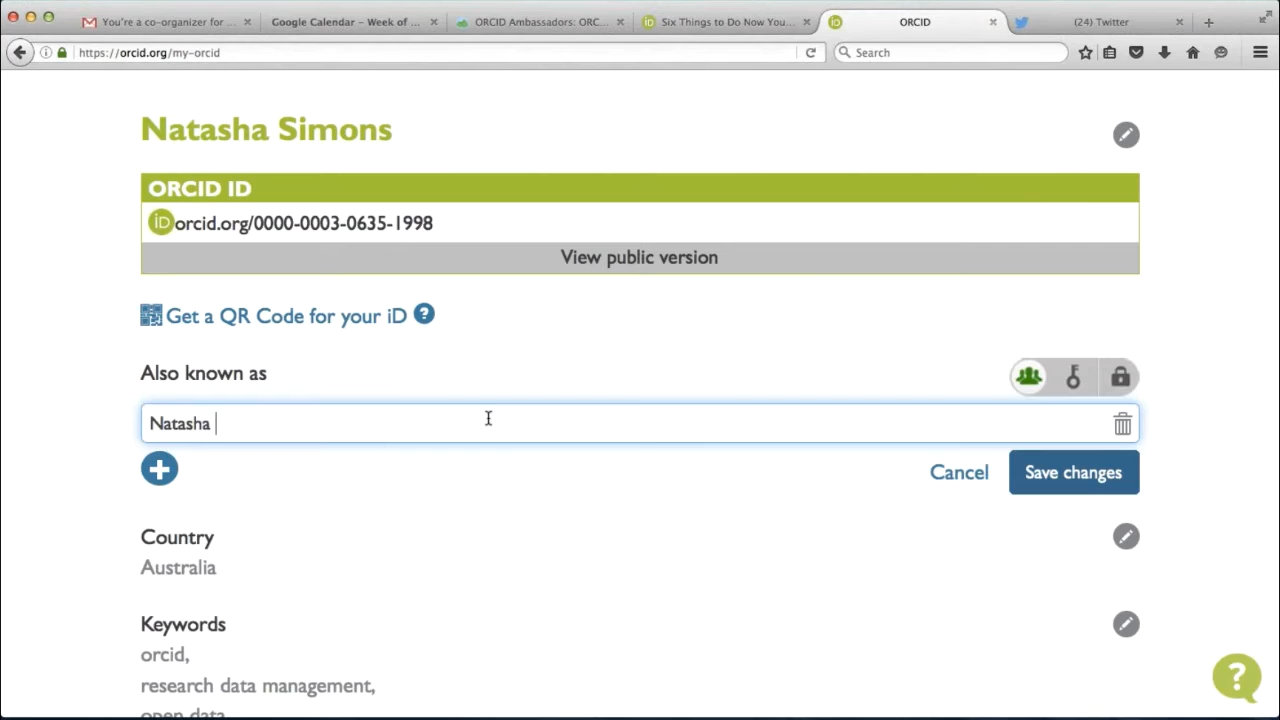 You're a co-organizer for ...
Google Calendar – Week of ...
ORCID Ambassadors: ORC...
Six Things to Do Now You...
ORCID
(24) Twitter
https://orcid.org/my-orcid
Search
Natasha Simons
ORCID ID
iD orcid.org/0000-0003-0635-1998
View public version
Get a QR Code for your iD ?
Also known as
Natasha
Cancel
Save changes
Country
Australia
Keywords
orcid,
research data management,
open data
?